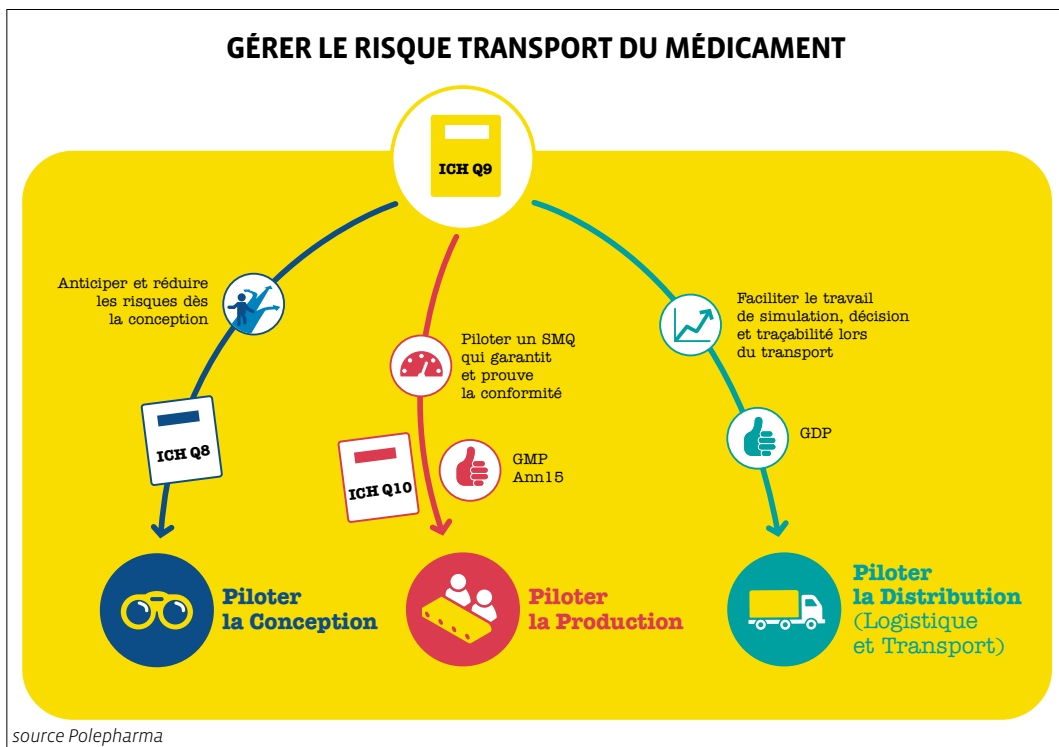 GÉRER LE RISQUE TRANSPORT DU MÉDICAMENT
ICH Q9
Anticiper et réduire
les risques dès
la conception
ICH Q8
Piloter
la Conception
Piloter un SMQ
qui garantit
et prouve
la conformité
ICH Q10
GMP
Ann15
Piloter
la Production
Faciliter le travail
de simulation, décision
et traçabilité lors
du transport
GDP
Piloter
la Distribution
(Logistique
et Transport)
source Polepharma